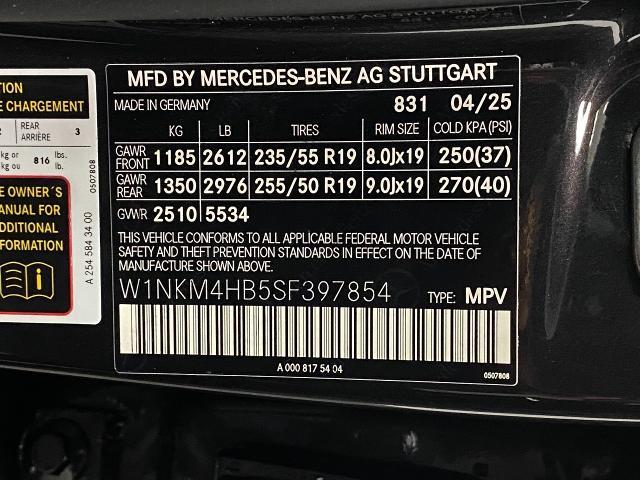 TION
E CHARGEMENT
2 REAR ARRIÈRE 3
kg or kg ou 816 lbs. lb.
E OWNER´S
ANUAL FOR
DDITIONAL
FORMATION
A 254 584 34 00
0507808
MFD BY MERCEDES-BENZ AG STUTTGART
MADE IN GERMANY 831 04/25
KG LB TIRES RIM SIZE COLD KPA (PSI)
GAWR FRONT 1185 2612 235/55 R19 8.0Jx19 250(37)
GAWR REAR 1350 2976 255/50 R19 9.0Jx19 270(40)
GVWR 2510 5534
THIS VEHICLE CONFORMS TO ALL APPLICABLE FEDERAL MOTOR VEHICLE
SAFETY AND THEFT PREVENTION STANDARDS IN EFFECT ON THE DATE
OF MANUFACTURE SHOWN ABOVE.
W1NKM4HB5SF397854 TYPE: MPV
A 000 817 54 04
0507808